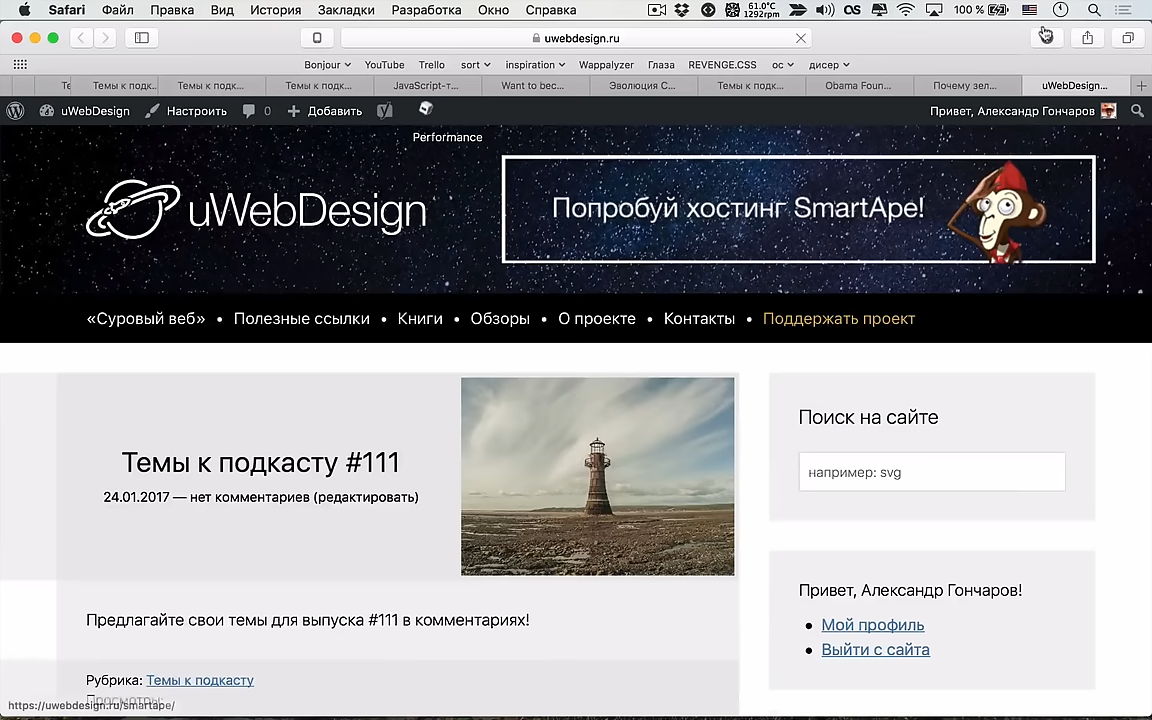 Safari Файл Правка Вид История Закладки Разработка Окно Справка 61.0°C 1292rpm 100 %
uwebdesign.ru
Bonjour YouTube Trello sort inspiration Wappalyzer Глаза REVENGE.CSS ос дисер
Те Темы к подк... Темы к подк... Темы к подк... JavaScript-т... Want to bec... Эволюция С... Темы к подк... Obama Foun... Почему зел... uWebDesign...
uWebDesign Настроить 0 Добавить Привет, Александр Гончаров
Performance
uWebDesign
Попробуй хостинг SmartApe!
«Суровый веб» • Полезные ссылки • Книги • Обзоры • О проекте • Контакты • Поддержать проект
Темы к подкасту #111
24.01.2017 — нет комментариев (редактировать)
Предлагайте свои темы для выпуска #111 в комментариях!
Рубрика: Темы к подкасту
Просмотры:
https://uwebdesign.ru/smartape/
Поиск на сайте
например: svg
Привет, Александр Гончаров!
• Мой профиль
• Выйти с сайта